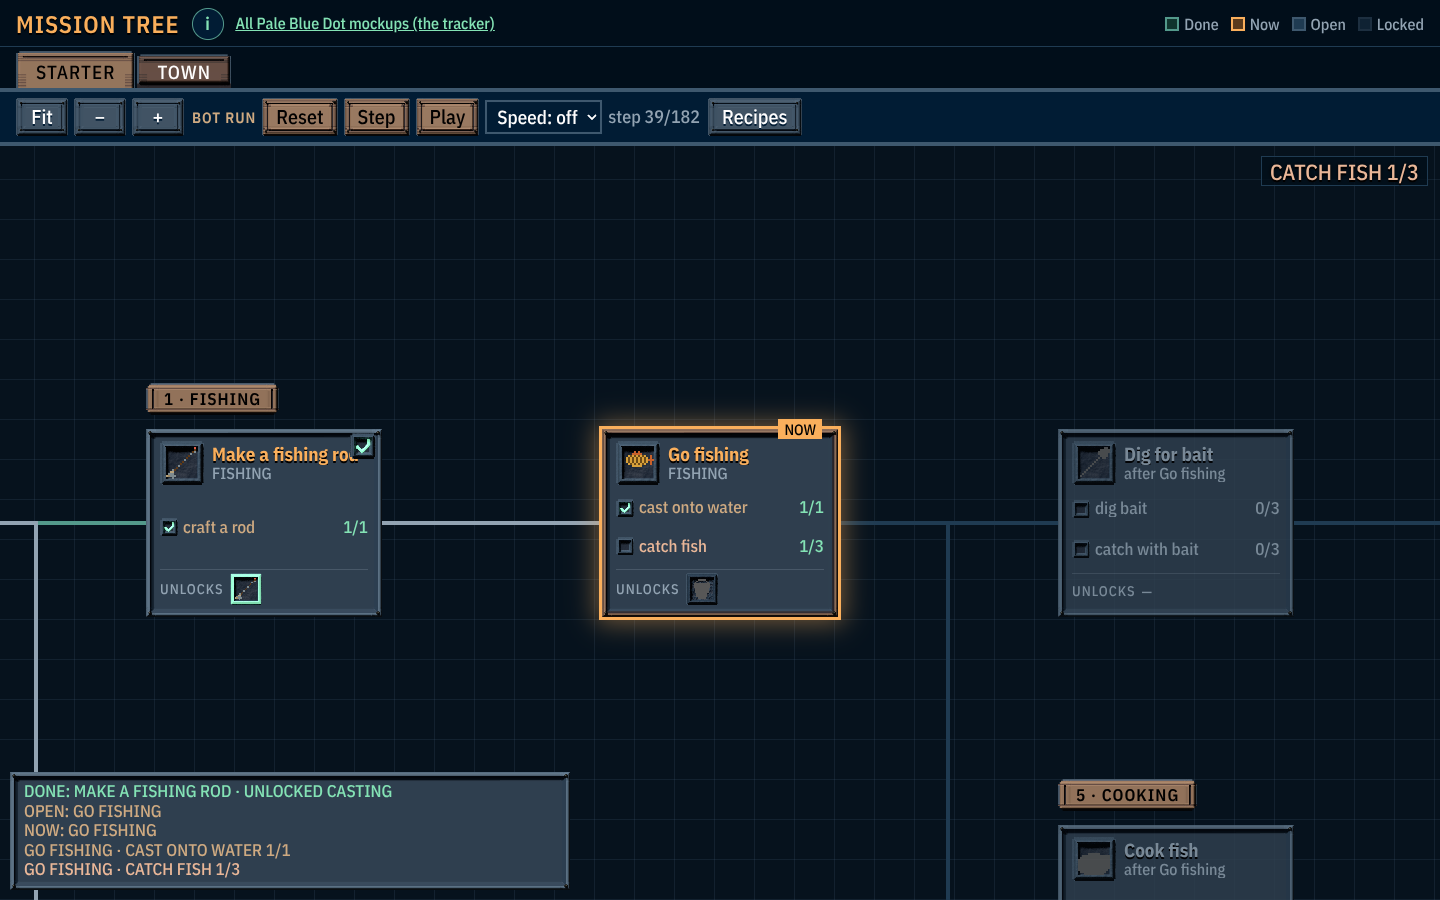 MISSION TREE i All Pale Blue Dot mockups (the tracker) Done Now Open Locked
STARTER TOWN
Fit − + BOT RUN Reset Step Play Speed: off step 39/182 Recipes
CATCH FISH 1/3
1 · FISHING
NOW
Make a fishing rod
FISHING
craft a rod 1/1
UNLOCKS
Go fishing
FISHING
cast onto water 1/1
catch fish 1/3
UNLOCKS
Dig for bait
after Go fishing
dig bait 0/3
catch with bait 0/3
UNLOCKS —
DONE: MAKE A FISHING ROD · UNLOCKED CASTING
OPEN: GO FISHING
NOW: GO FISHING
GO FISHING · CAST ONTO WATER 1/1
GO FISHING · CATCH FISH 1/3
5 · COOKING
Cook fish
after Go fishing